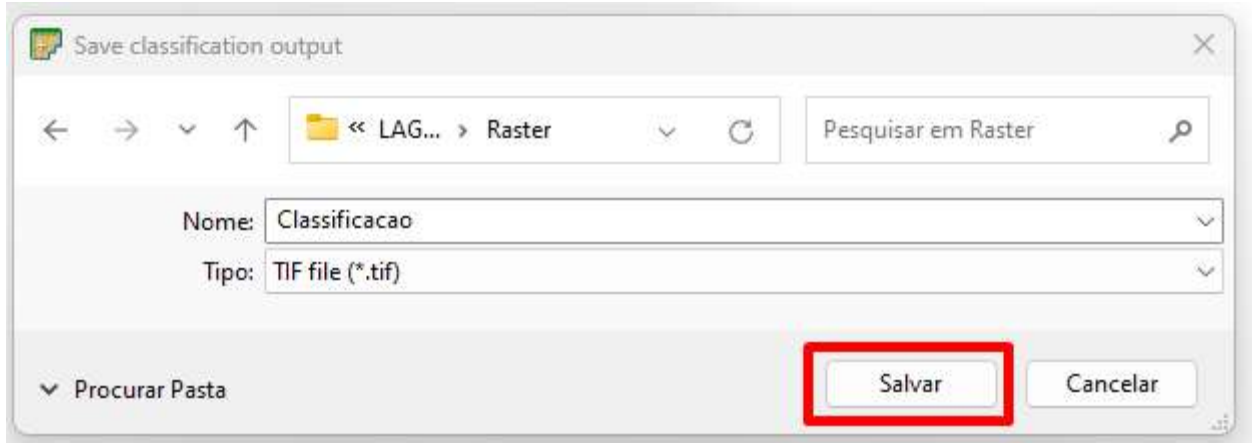 Save classification output
« LAG... › Raster
Pesquisar em Raster
Nome: Classificacao
Tipo: TIF file (*.tif)
Procurar Pasta
Salvar
Cancelar